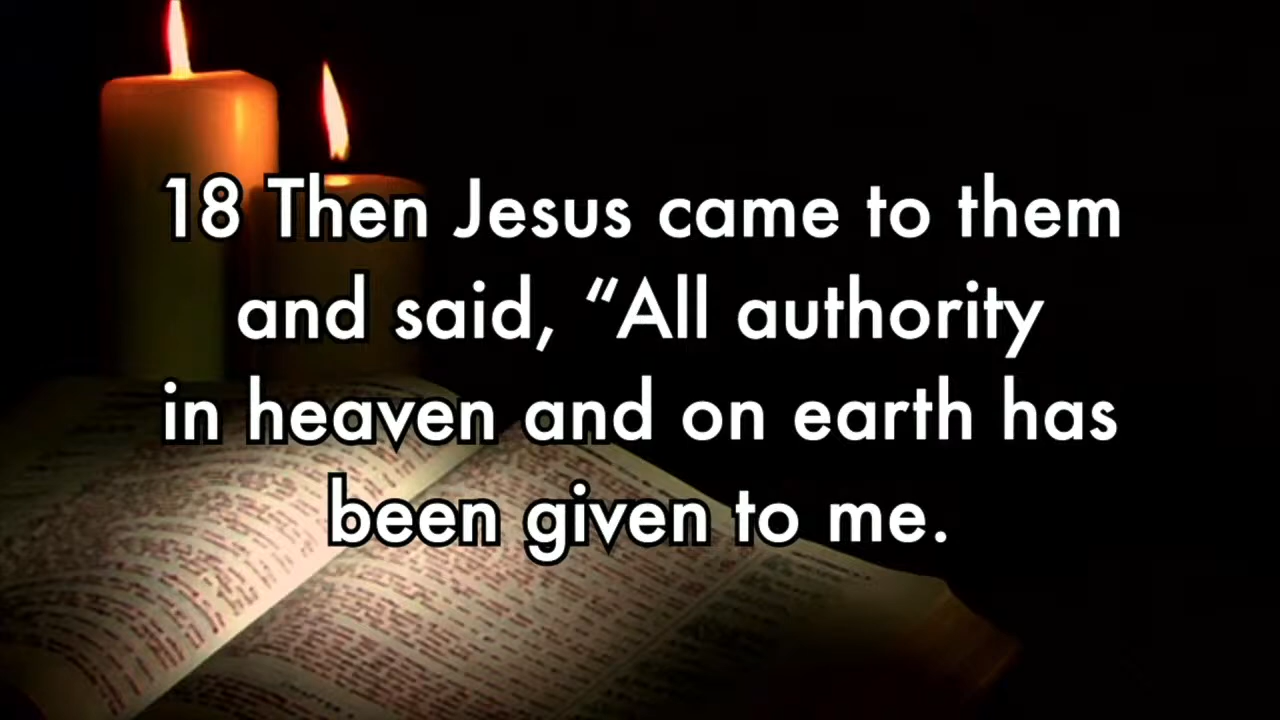 18 Then Jesus came to them
and said, “All authority
in heaven and on earth has
been given to me.